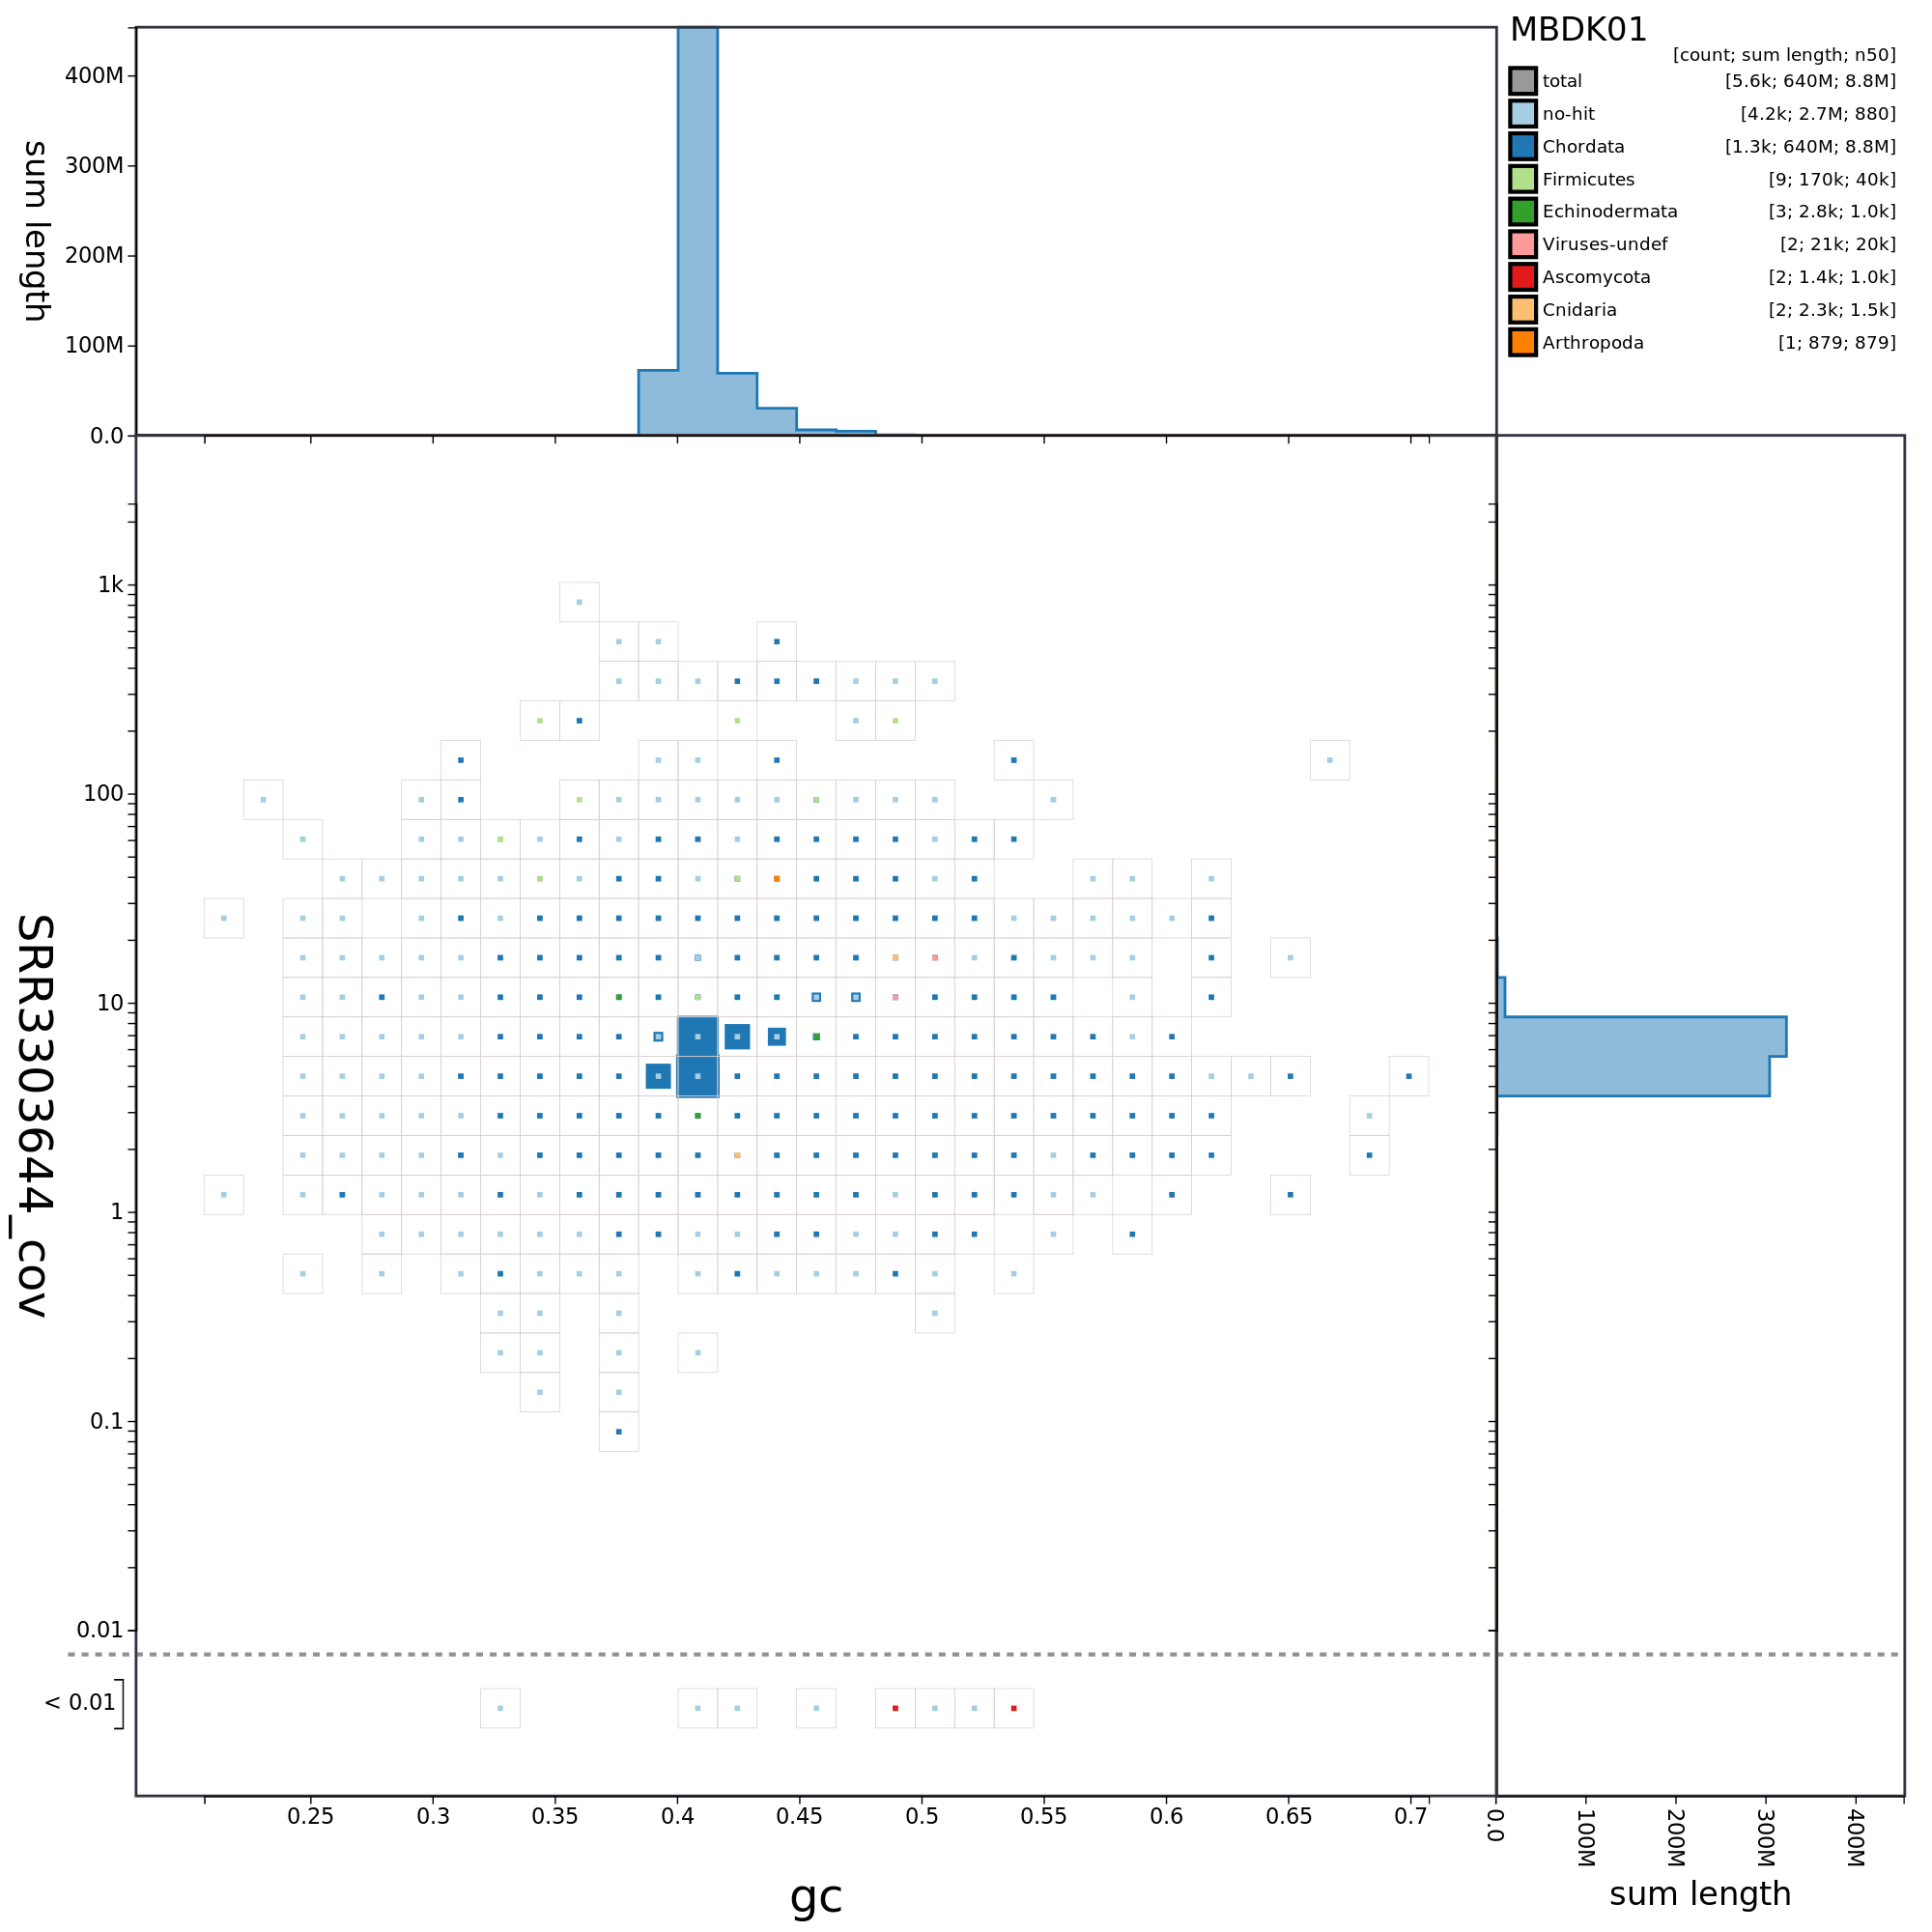 MBDK01
[count; sum length; n50]
total [5.6k; 640M; 8.8M]
no-hit [4.2k; 2.7M; 880]
Chordata [1.3k; 640M; 8.8M]
Firmicutes [9; 170k; 40k]
Echinodermata [3; 2.8k; 1.0k]
Viruses-undef [2; 21k; 20k]
Ascomycota [2; 1.4k; 1.0k]
Cnidaria [2; 2.3k; 1.5k]
Arthropoda [1; 879; 879]
sum length
400M
300M
200M
100M
0.0
SRR3303644_cov
1k
100
10
1
0.1
0.01
< 0.01
0.25 0.3 0.35 0.4 0.45 0.5 0.55 0.6 0.65 0.7
gc
0.0 100M 200M 300M 400M
sum length